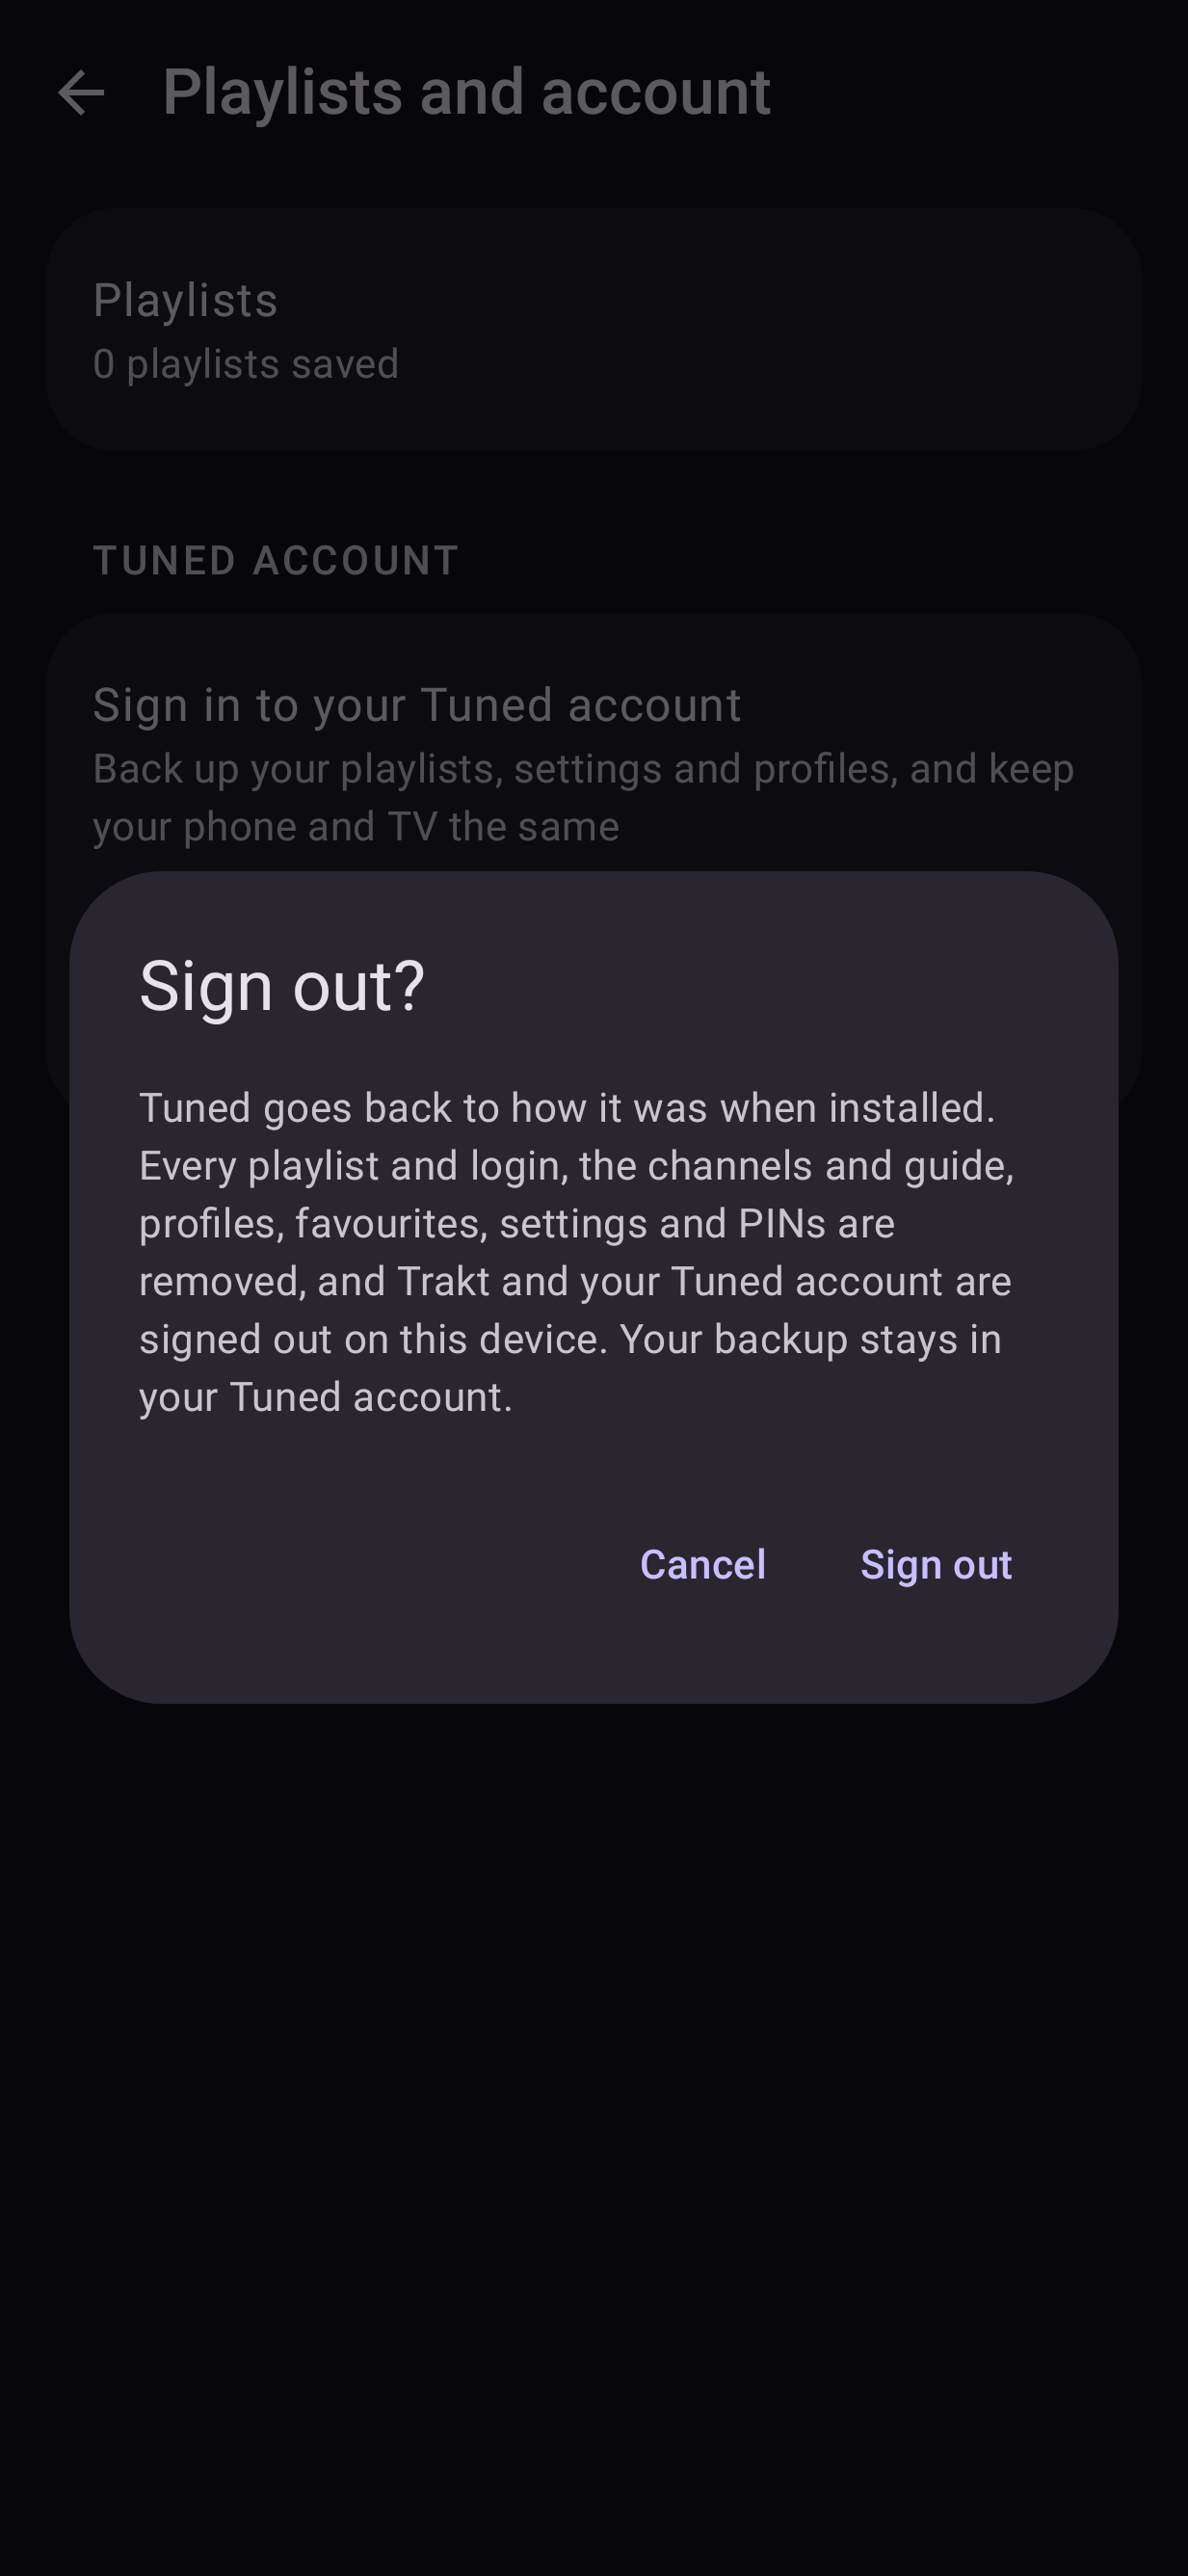 Playlists and account
Playlists
0 playlists saved
TUNED ACCOUNT
Sign in to your Tuned account
Back up your playlists, settings and profiles, and keep
your phone and TV the same
Sign out?
Tuned goes back to how it was when installed.
Every playlist and login, the channels and guide,
profiles, favourites, settings and PINs are
removed, and Trakt and your Tuned account are
signed out on this device. Your backup stays in
your Tuned account.
Cancel
Sign out